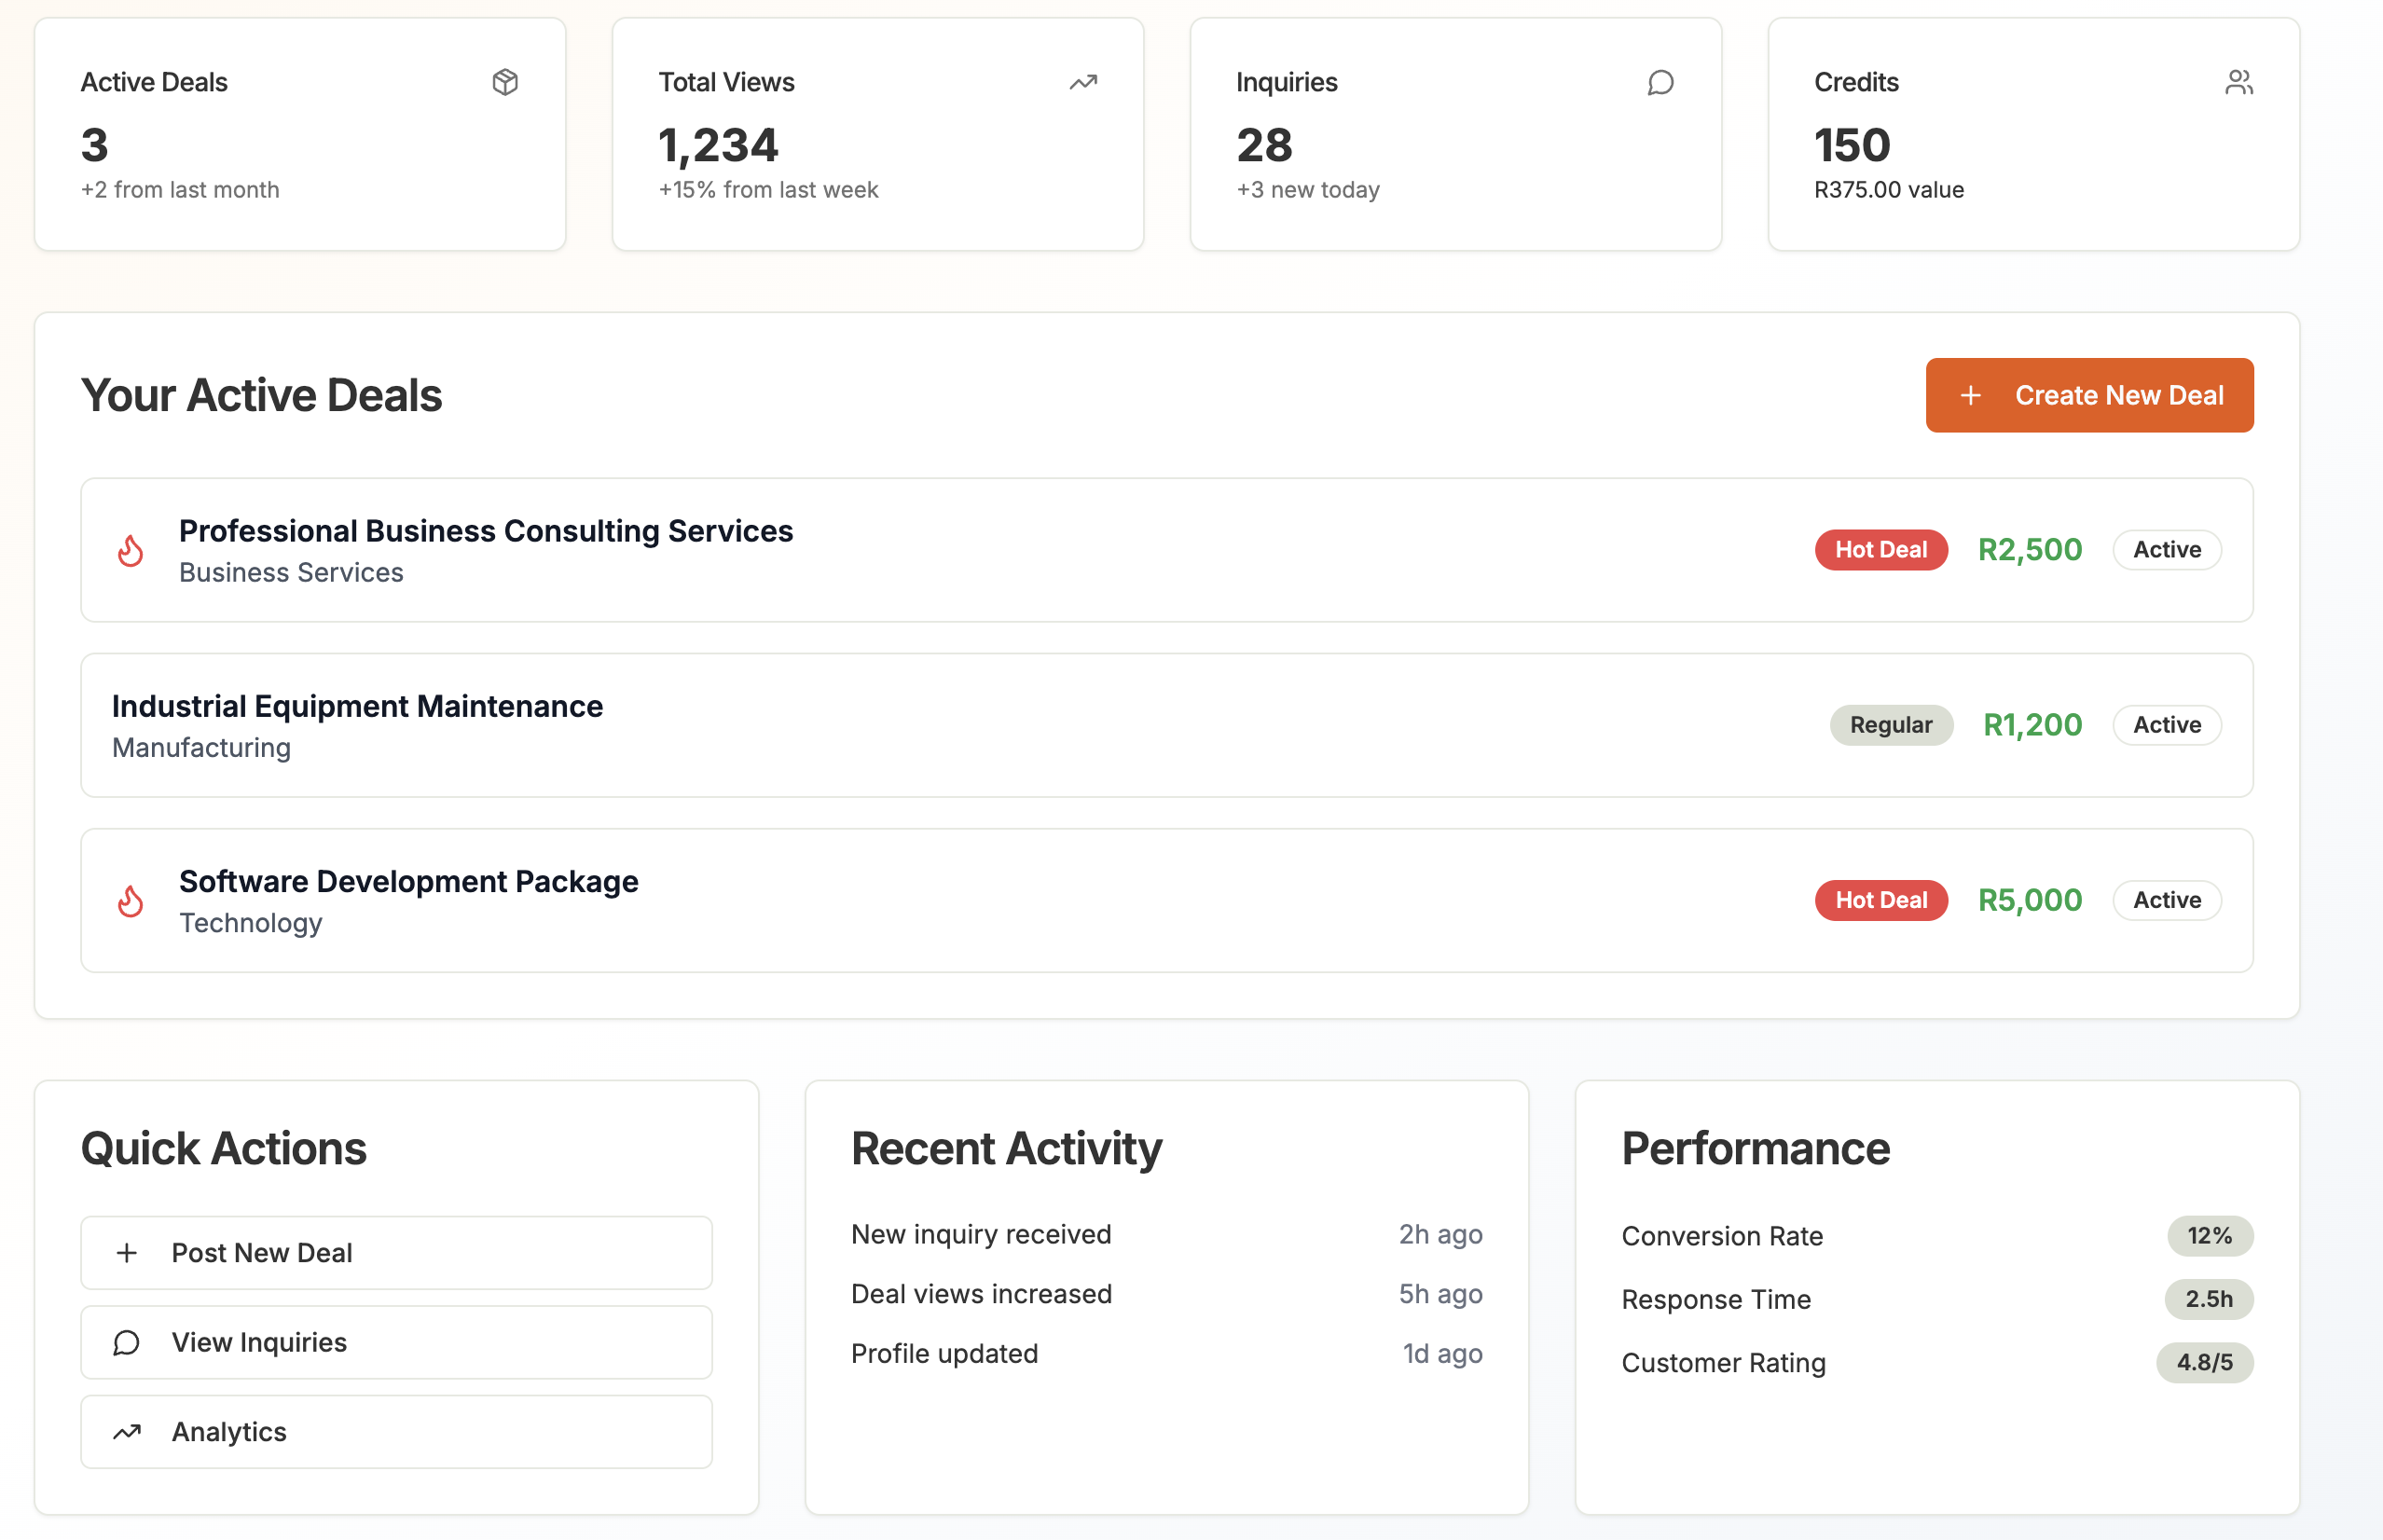 Active Deals
3
+2 from last month
Total Views
1,234
+15% from last week
Inquiries
28
+3 new today
Credits
150
R375.00 value
Your Active Deals
Create New Deal
Professional Business Consulting Services
Business Services
Hot Deal
R2,500
Active
Industrial Equipment Maintenance
Manufacturing
Regular
R1,200
Active
Software Development Package
Technology
Hot Deal
R5,000
Active
Quick Actions
Post New Deal
View Inquiries
Analytics
Recent Activity
New inquiry received 2h ago
Deal views increased 5h ago
Profile updated 1d ago
Performance
Conversion Rate 12%
Response Time 2.5h
Customer Rating 4.8/5